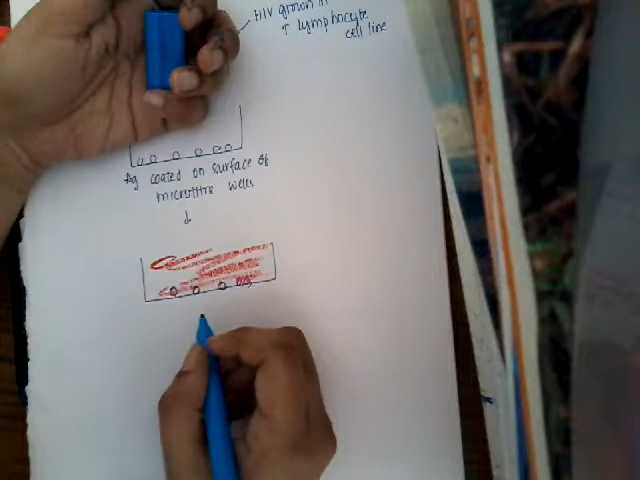 HIV grown in
T lymphocyte
cell line
Ag coated on surface of
microtitre wells